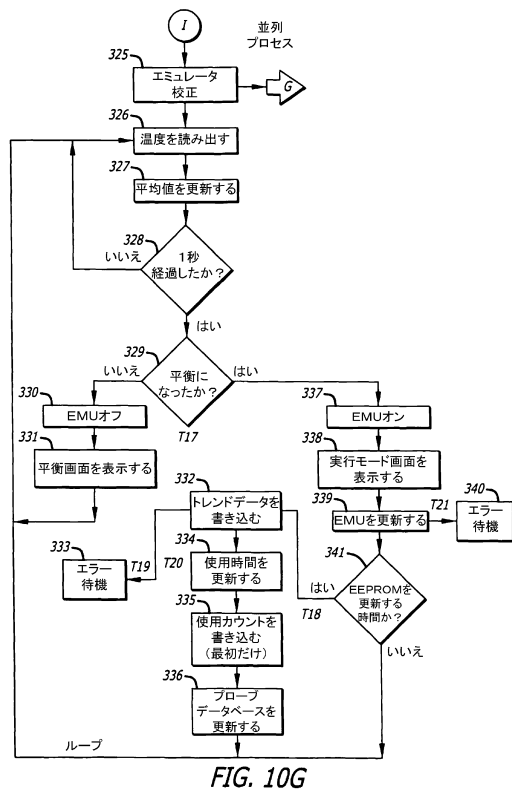 I
並列
プロセス
325
エミュレータ
校正
G
326
温度を読み出す
327
平均値を更新する
328
いいえ
1秒
経過したか?
はい
329
いいえ
平衡に
なったか?
はい
T17
330
EMUオフ
331
平衡画面を表示する
337
EMUオン
338
実行モード画面を
表示する
339
EMUを更新する
T21
340
エラー
待機
332
トレンドデータを
書き込む
333
エラー
待機
T19
T20
334
使用時間を
更新する
335
使用カウントを
書き込む
(最初だけ)
336
プローブ
データベースを
更新する
341
はい
T18
EEPROMを
更新する
時間か?
いいえ
ループ
FIG. 10G